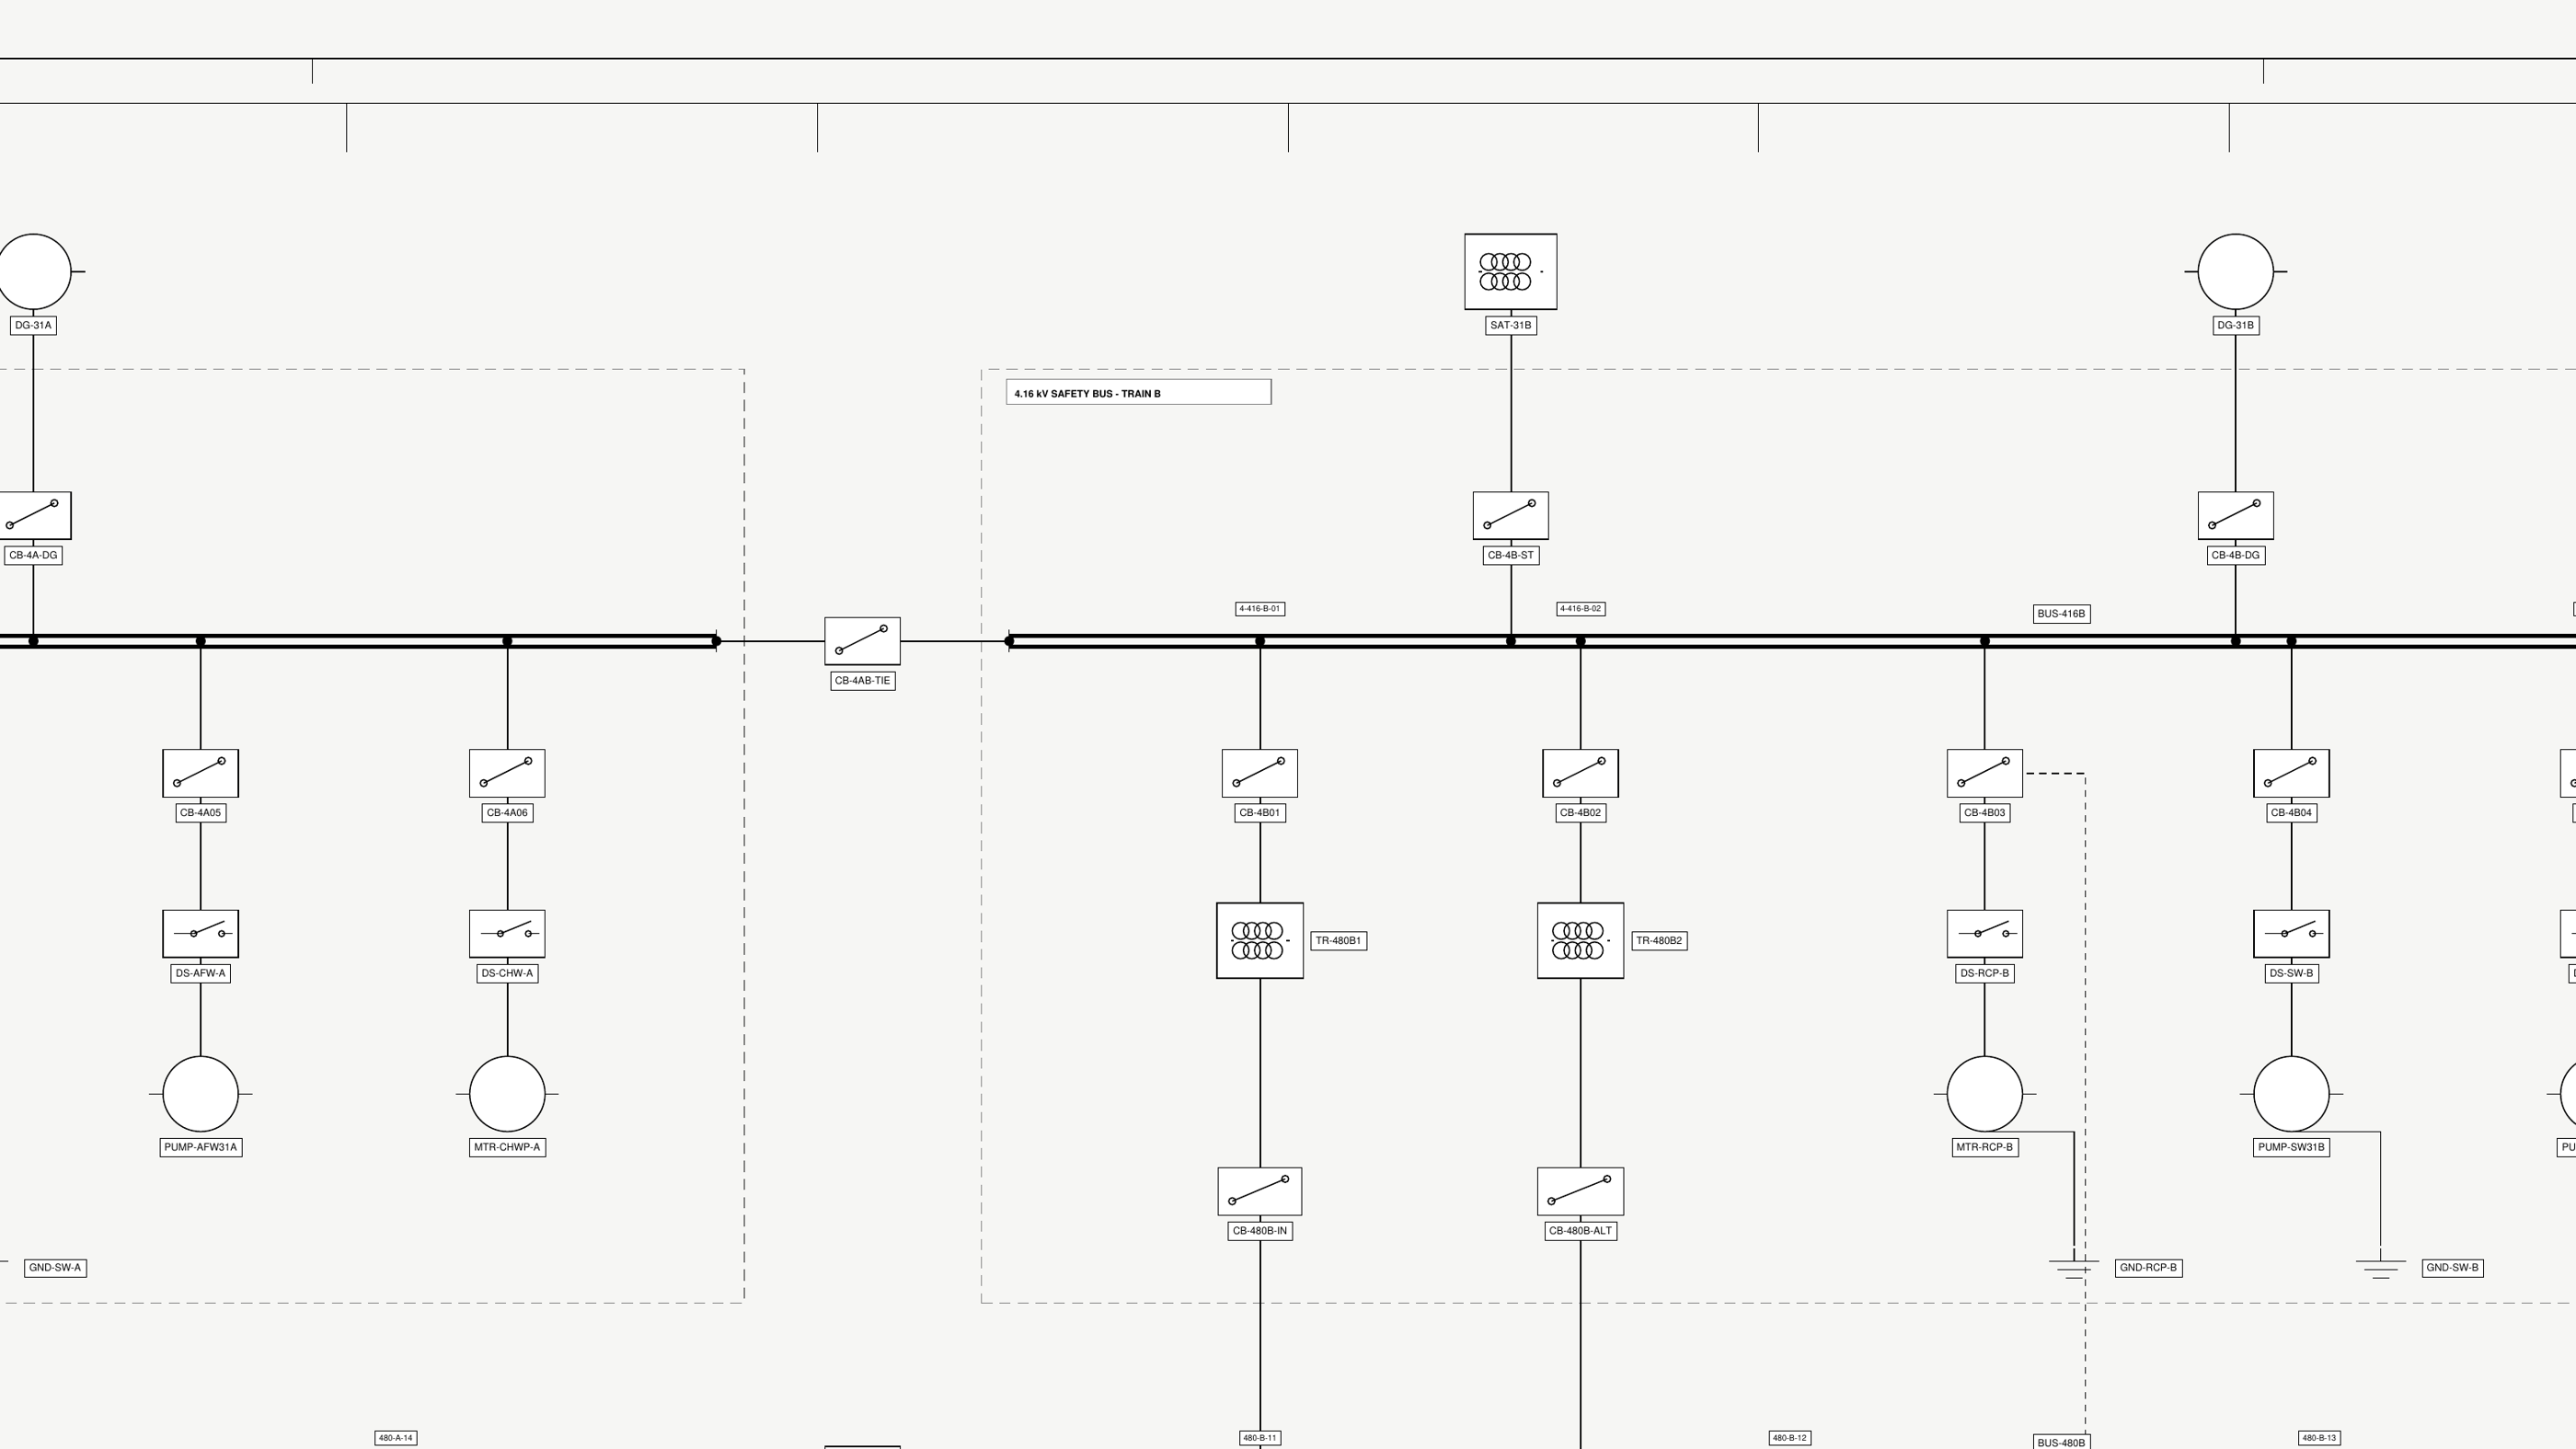 DG-31A
SAT-31B
DG-31B
4.16 kV SAFETY BUS - TRAIN B
CB-4A-DG
CB-4B-ST
CB-4B-DG
4-416-B-01
4-416-B-02
BUS-416B
CB-4AB-TIE
CB-4A05
CB-4A06
CB-4B01
CB-4B02
CB-4B03
CB-4B04
TR-480B1
TR-480B2
DS-AFW-A
DS-CHW-A
DS-RCP-B
DS-SW-B
PUMP-AFW31A
MTR-CHWP-A
MTR-RCP-B
PUMP-SW31B
PU
CB-480B-IN
CB-480B-ALT
GND-SW-A
GND-RCP-B
GND-SW-B
480-A-14
480-B-11
480-B-12
BUS-480B
480-B-13